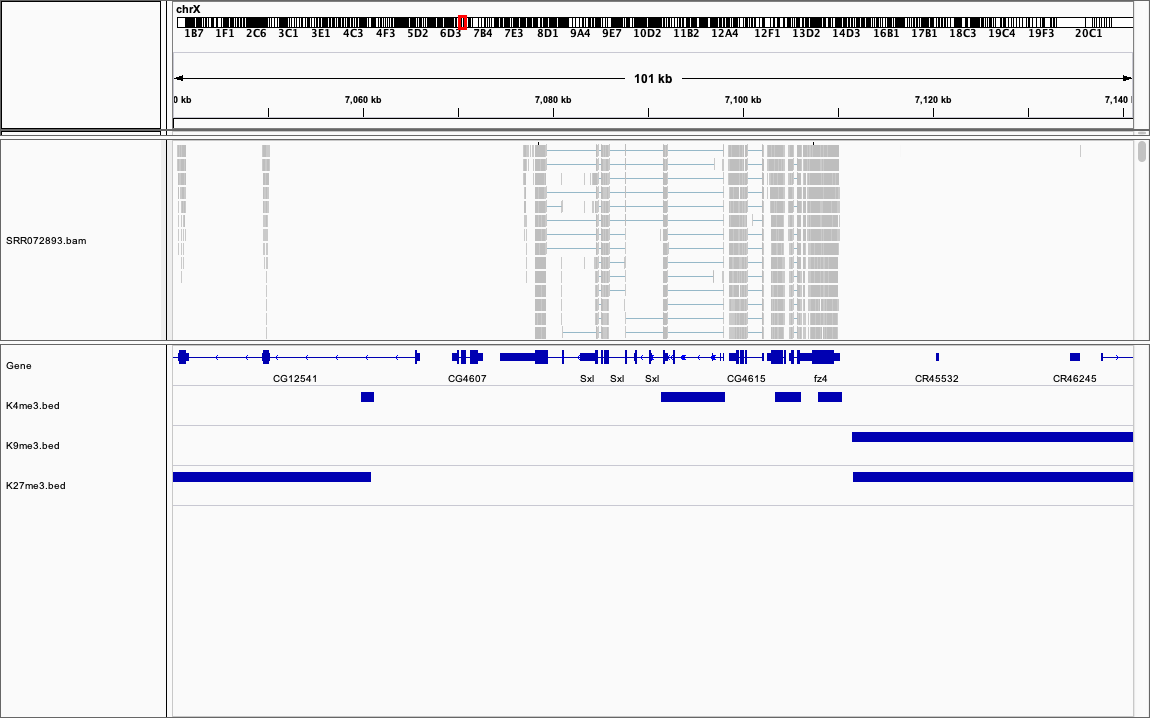 chrX
1B7 1F1 2C6 3C1 3E1 4C3 4F3 5D2 6D3 7B4 7E3 8D1 9A4 9E7 10D2 11B2 12A4 12F1 13D2 14D3 16B1 17B1 18C3 19C4 19F3 20C1
101 kb
0 kb 7,060 kb 7,080 kb 7,100 kb 7,120 kb 7,140
SRR072893.bam
Gene
CG12541 CG4607 Sxl Sxl Sxl CG4615 fz4 CR45532 CR46245
K4me3.bed
K9me3.bed
K27me3.bed